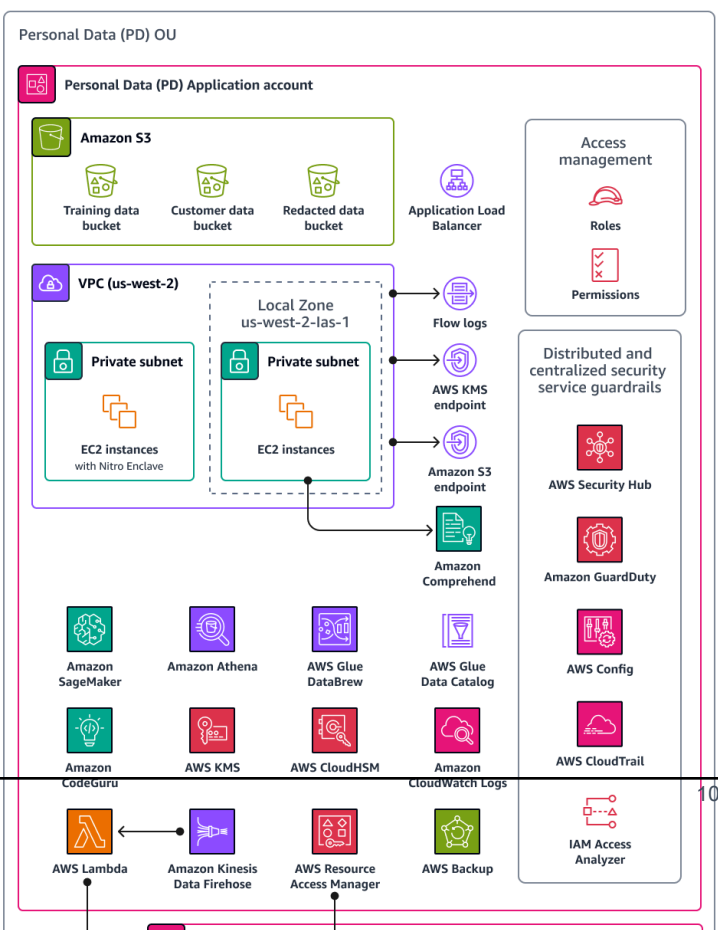 Personal Data (PD) OU
Personal Data (PD) Application account
Amazon S3
Training data
bucket
Customer data
bucket
Redacted data
bucket
Application Load
Balancer
Access
management
Roles
Permissions
VPC (us-west-2)
Local Zone
us-west-2-las-1
Private subnet
EC2 instances
with Nitro Enclave
Private subnet
EC2 instances
Flow logs
AWS KMS
endpoint
Amazon S3
endpoint
Amazon
Comprehend
Distributed and
centralized security
service guardrails
AWS Security Hub
Amazon GuardDuty
AWS Config
AWS CloudTrail
IAM Access
Analyzer
Amazon
SageMaker
Amazon Athena
AWS Glue
DataBrew
AWS Glue
Data Catalog
Amazon
CodeGuru
AWS KMS
AWS CloudHSM
Amazon
CloudWatch Logs
10
AWS Lambda
Amazon Kinesis
Data Firehose
AWS Resource
Access Manager
AWS Backup